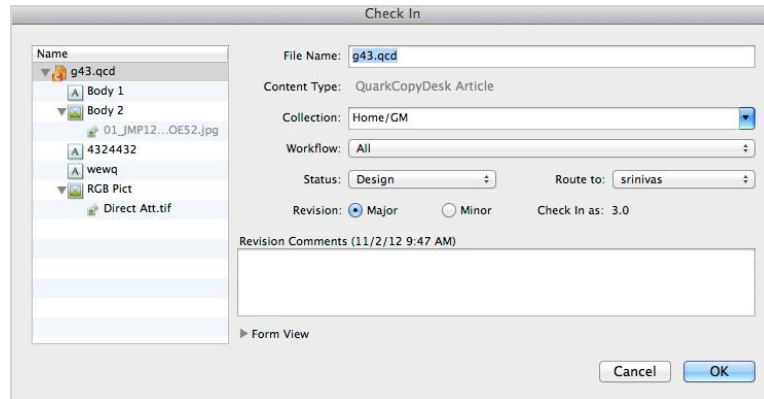 Check In
Name
g43.qcd
Body 1
Body 2
01_JMP12...OE52.jpg
4324432
wewq
RGB Pict
Direct Att.tif
File Name: g43.qcd
Content Type: QuarkCopyDesk Article
Collection: Home/GM
Workflow: All
Status: Design Route to: srinivas
Revision: Major Minor Check In as: 3.0
Revision Comments (11/2/12 9:47 AM)
Form View
Cancel OK